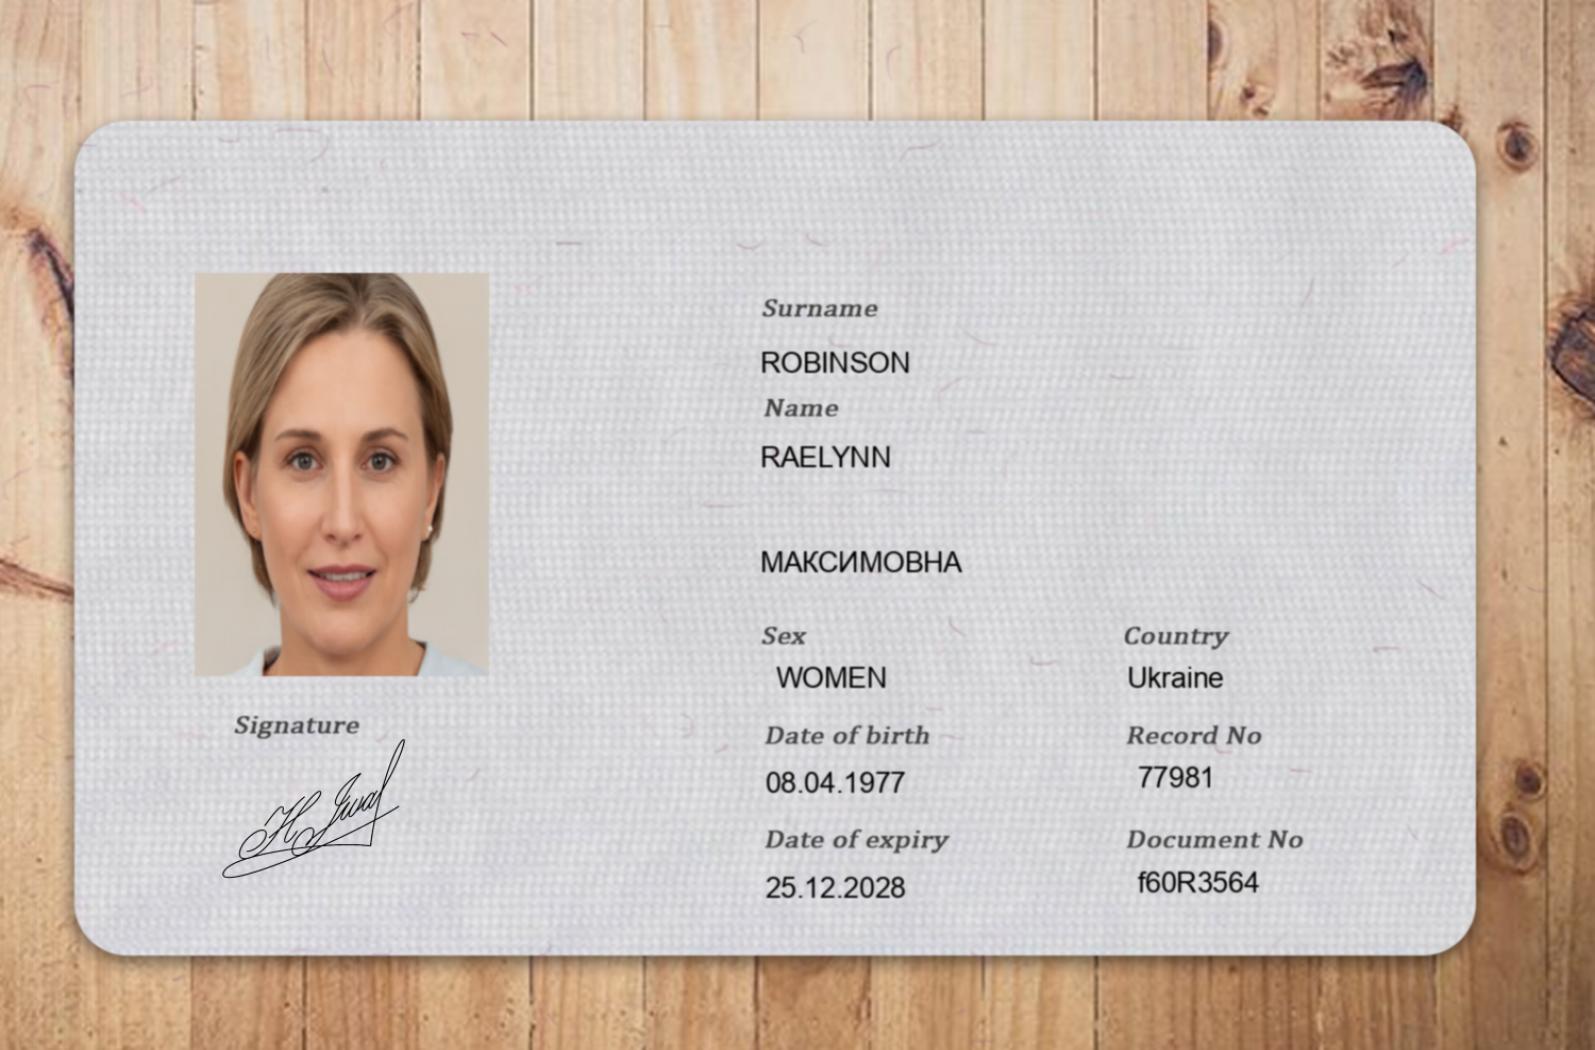 Surname
ROBINSON
Name
RAELYNN
МАКСИМОВНА
Sex
WOMEN
Country
Ukraine
Date of birth
08.04.1977
Record No
77981
Date of expiry
25.12.2028
Document No
f60R3564
Signature